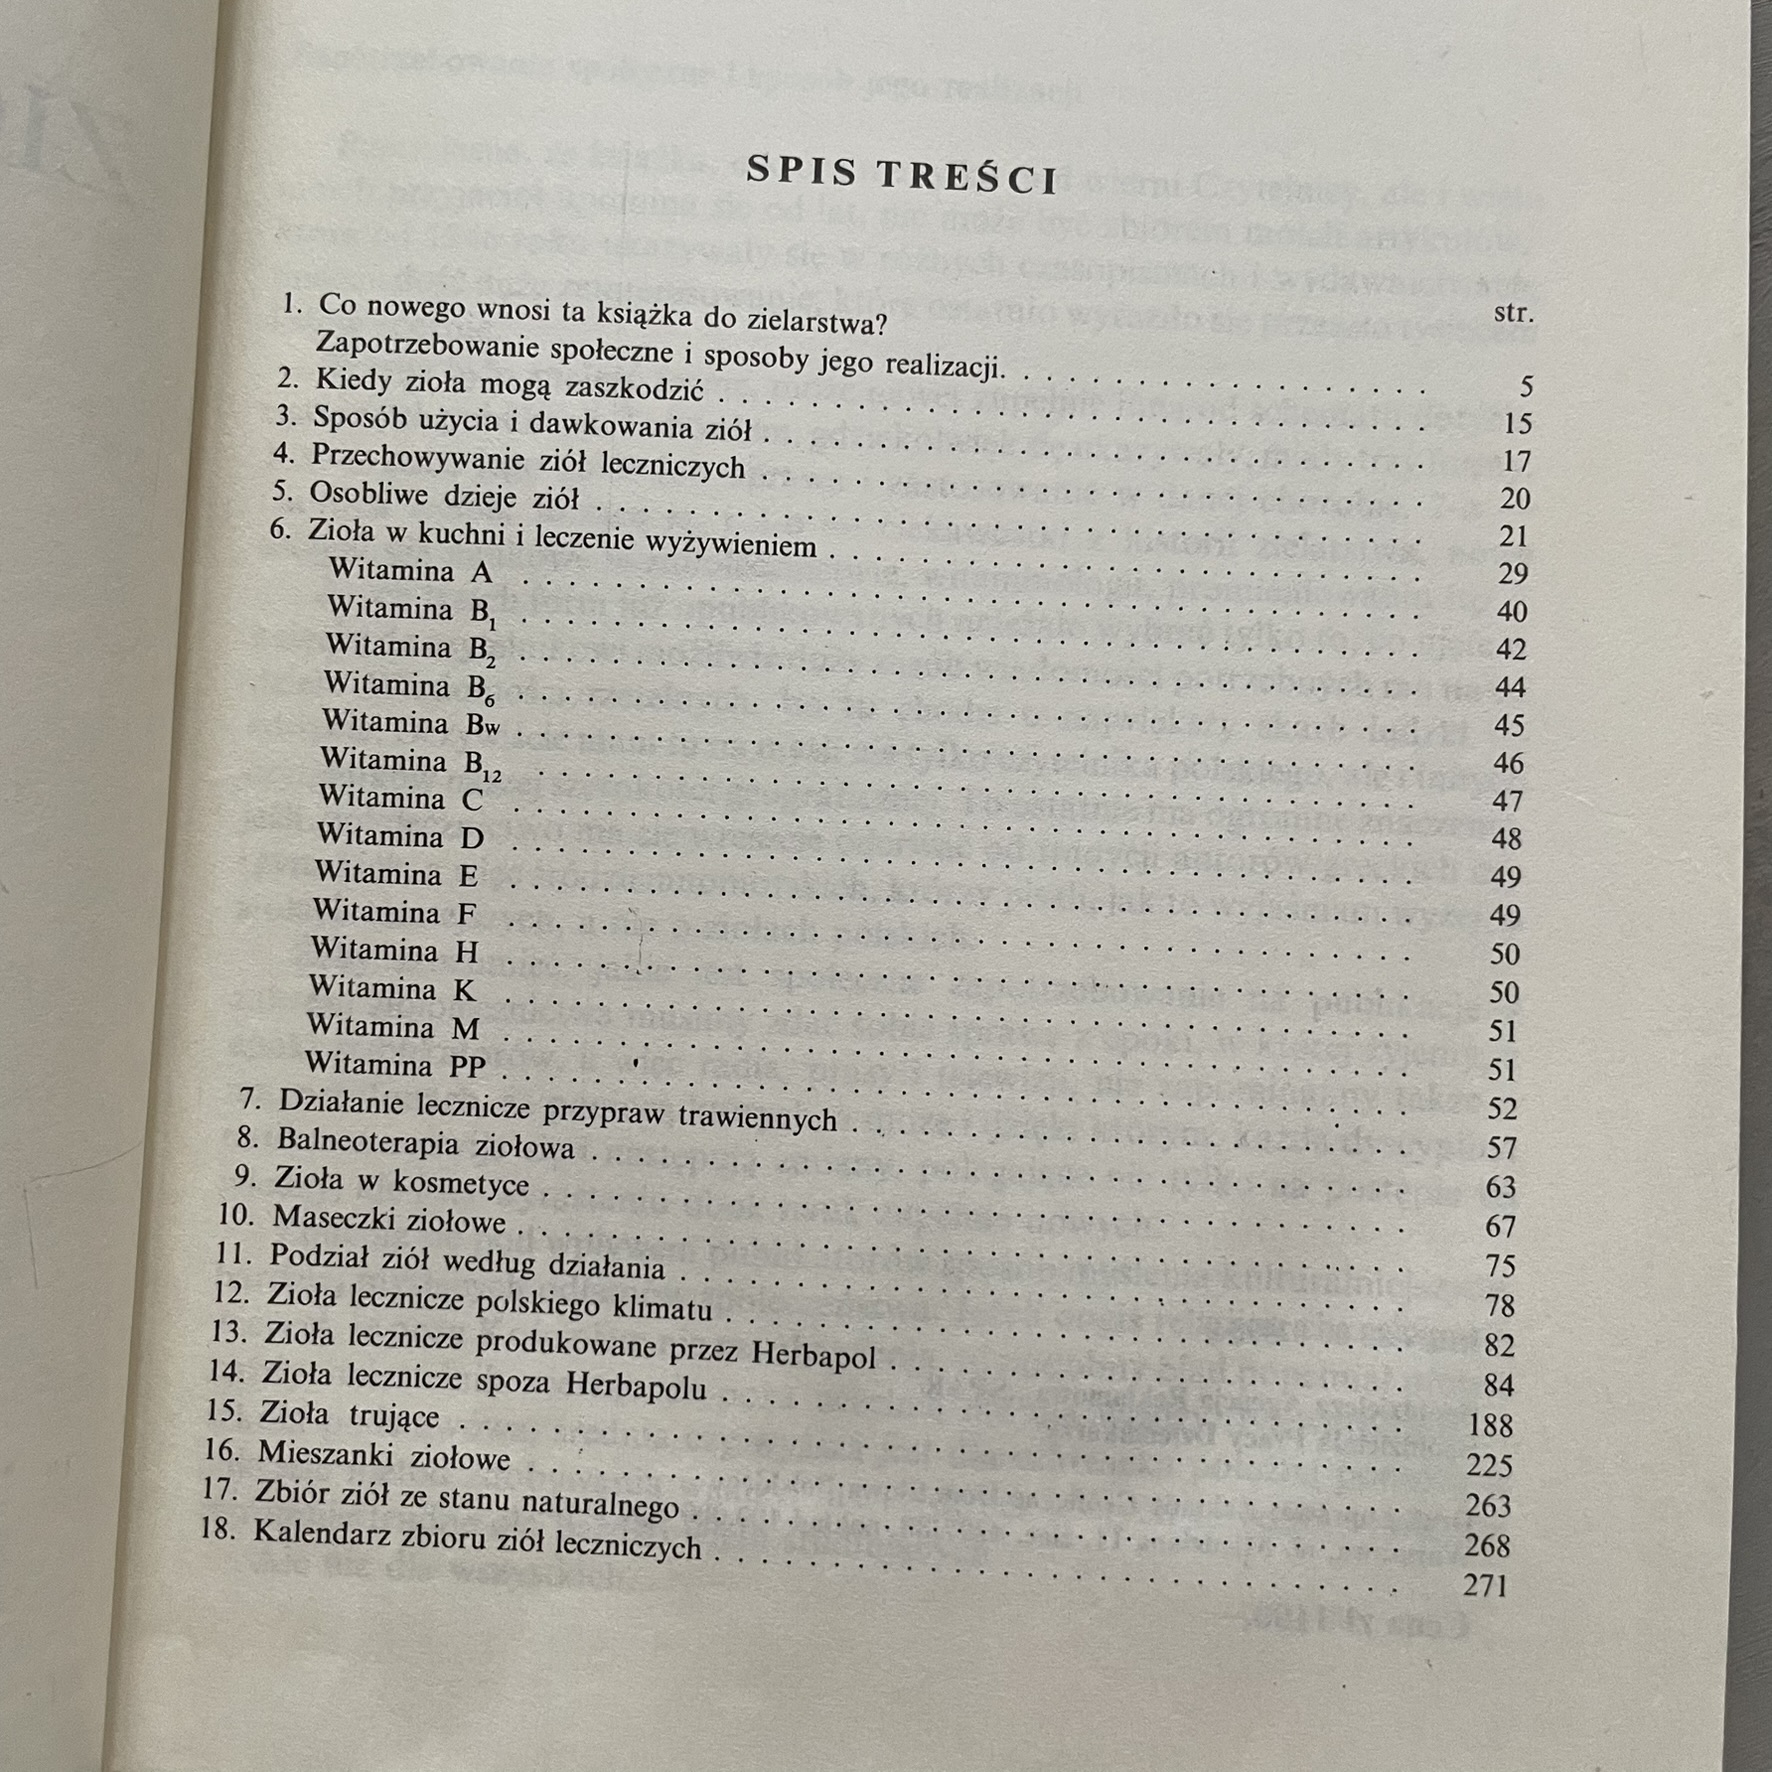 SPIS TREŚCI
str.
1. Co nowego wnosi ta książka do zielarstwa?
Zapotrzebowanie społeczne i sposoby jego realizacji. . . . . . . . . . . . . . . . . . 5
2. Kiedy zioła mogą zaszkodzić . . . . . . . . . . . . . . . . . . 15
3. Sposób użycia i dawkowania ziół . . . . . . . . . . . . . . . . . . 17
4. Przechowywanie ziół leczniczych . . . . . . . . . . . . . . . . . . 20
5. Osobliwe dzieje ziół . . . . . . . . . . . . . . . . . . 21
6. Zioła w kuchni i leczenie wyżywieniem . . . . . . . . . . . . . . . . . . 29
Witamina A . . . . . . . . . . . . . . . . . . 40
Witamina B₁ . . . . . . . . . . . . . . . . . . 42
Witamina B₂ . . . . . . . . . . . . . . . . . . 44
Witamina B₆ . . . . . . . . . . . . . . . . . . 45
Witamina Bw . . . . . . . . . . . . . . . . . . 46
Witamina B₁₂ . . . . . . . . . . . . . . . . . . 47
Witamina C . . . . . . . . . . . . . . . . . . 48
Witamina D . . . . . . . . . . . . . . . . . . 49
Witamina E . . . . . . . . . . . . . . . . . . 49
Witamina F . . . . . . . . . . . . . . . . . . 50
Witamina H . . . . . . . . . . . . . . . . . . 50
Witamina K . . . . . . . . . . . . . . . . . . 51
Witamina M . . . . . . . . . . . . . . . . . . 51
Witamina PP . . . . . . . . . . . . . . . . . . 52
7. Działanie lecznicze przypraw trawiennych . . . . . . . . . . . . . . . . . . 57
8. Balneoterapia ziołowa . . . . . . . . . . . . . . . . . . 63
9. Zioła w kosmetyce . . . . . . . . . . . . . . . . . . 67
10. Maseczki ziołowe . . . . . . . . . . . . . . . . . . 75
11. Podział ziół według działania . . . . . . . . . . . . . . . . . . 78
12. Zioła lecznicze polskiego klimatu . . . . . . . . . . . . . . . . . . 82
13. Zioła lecznicze produkowane przez Herbapol . . . . . . . . . . . . . . . . . . 84
14. Zioła lecznicze spoza Herbapolu . . . . . . . . . . . . . . . . . . 188
15. Zioła trujące . . . . . . . . . . . . . . . . . . 225
16. Mieszanki ziołowe . . . . . . . . . . . . . . . . . . 263
17. Zbiór ziół ze stanu naturalnego . . . . . . . . . . . . . . . . . . 268
18. Kalendarz zbioru ziół leczniczych . . . . . . . . . . . . . . . . . . 271